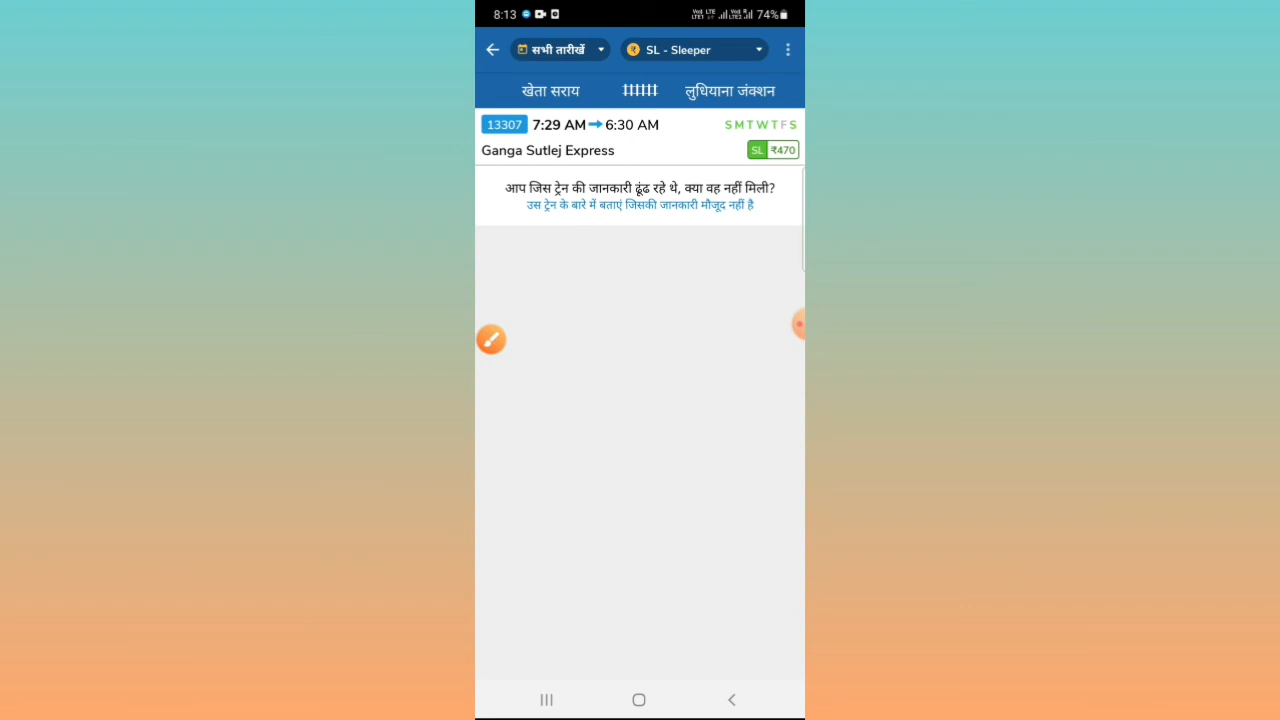 8:13 74%
सभी तारीखें SL - Sleeper
खेता सराय लुधियाना जंक्शन
13307 7:29 AM 6:30 AM S M T W T F S
Ganga Sutlej Express SL ₹470
आप जिस ट्रेन की जानकारी ढूंढ रहे थे, क्या वह नहीं मिली?
उस ट्रेन के बारे में बताएं जिसकी जानकारी मौजूद नहीं है